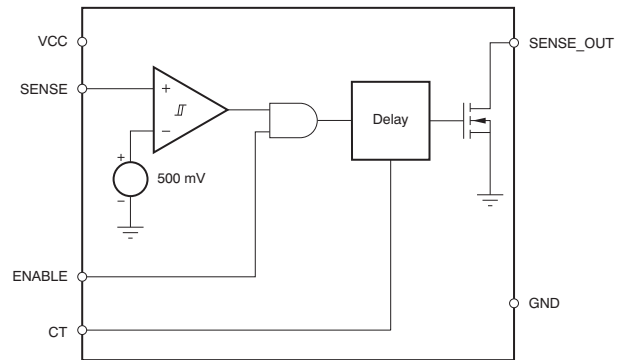 VCC
SENSE_OUT
SENSE
+
−
Delay
+
500 mV
−
ENABLE
GND
CT